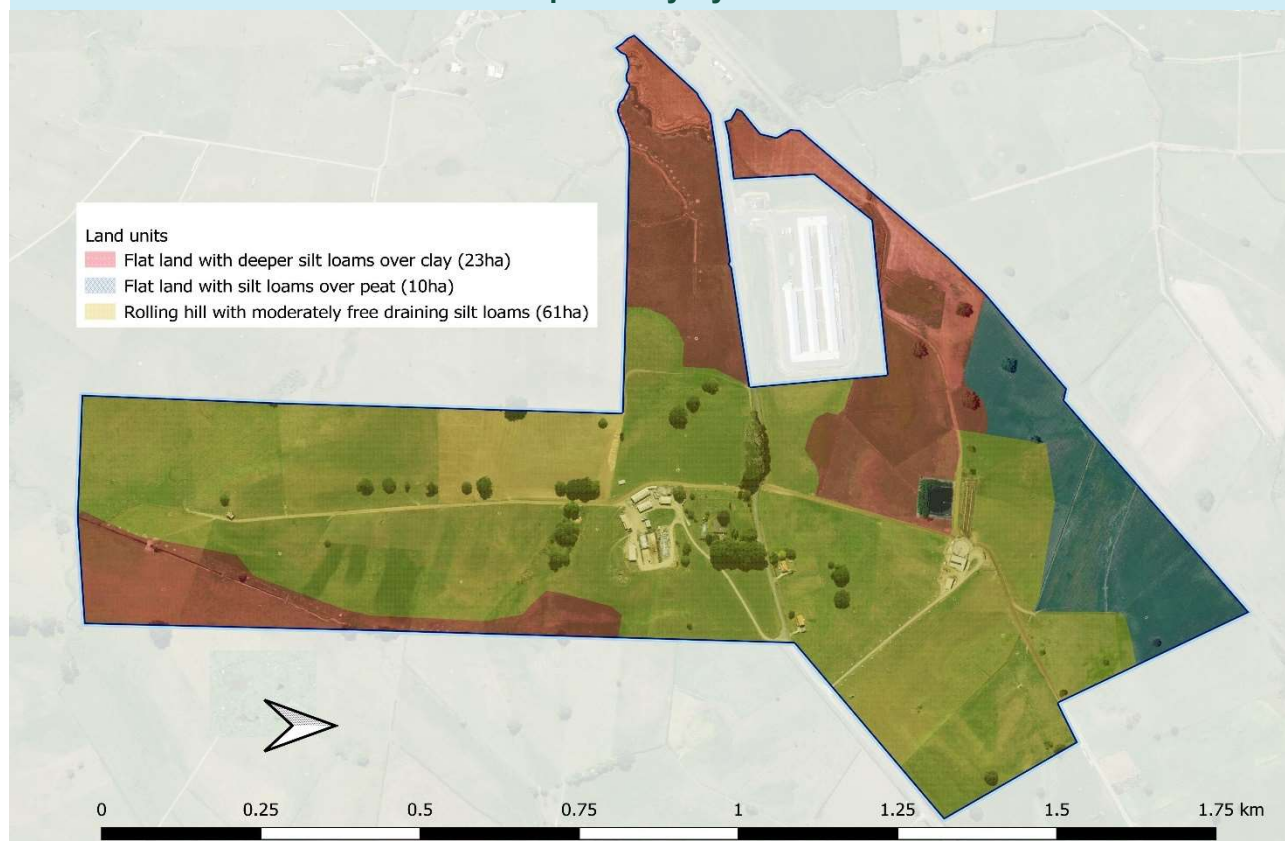 Land units
Flat land with deeper silt loams over clay (23ha)
Flat land with silt loams over peat (10ha)
Rolling hill with moderately free draining silt loams (61ha)
0 0.25 0.5 0.75 1 1.25 1.5 1.75 km